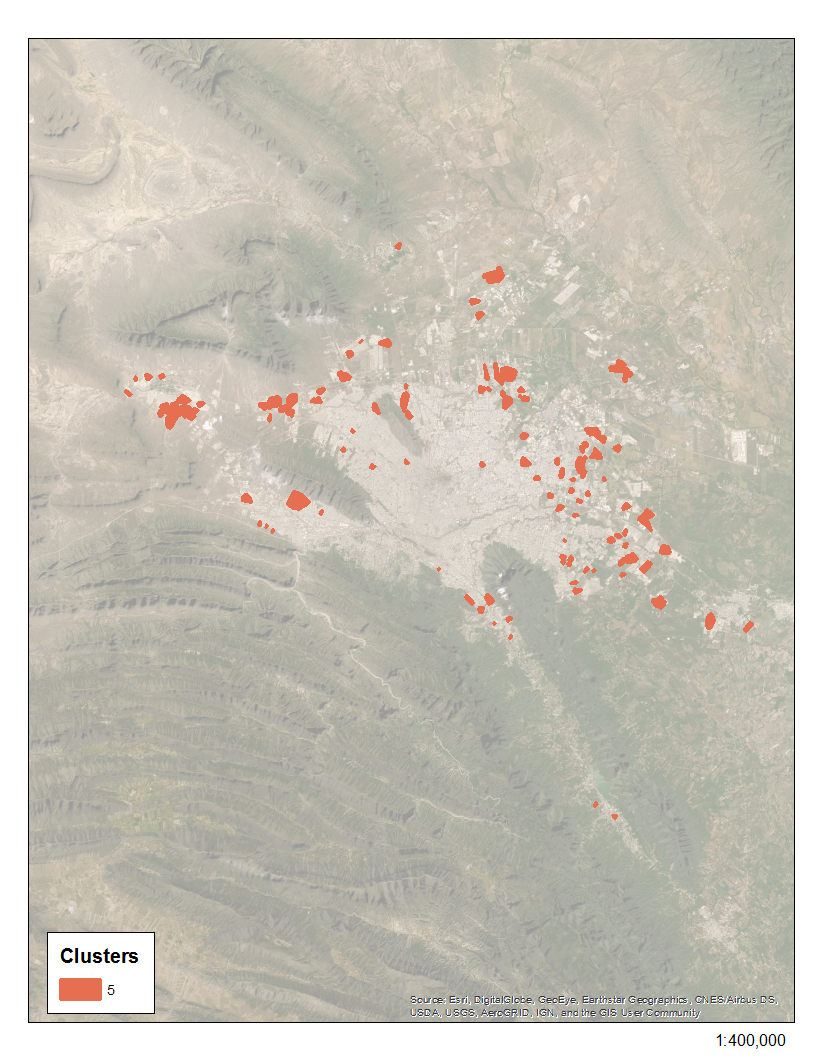 Clusters
5
Source: Esri, DigitalGlobe, GeoEye, Earthstar Geographics, CNES/Airbus DS,
USDA, USGS, AeroGRID, IGN, and the GIS User Community
1:400,000